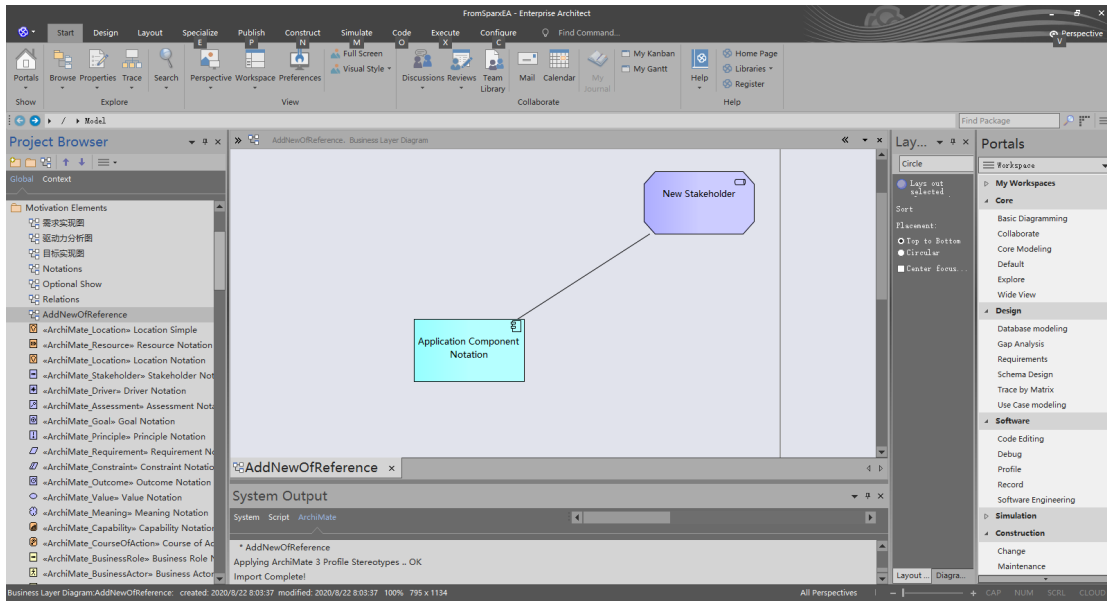 FromSparxEA - Enterprise Architect
Start Design Layout Specialize Publish Construct Simulate Code Execute Configure Find Command... Perspective
E P N M O X C V
Portals Browse Properties Trace Search Perspective Workspace Preferences
Full Screen
Visual Style
Discussions Reviews Team Library Mail Calendar My Journal
My Kanban
My Gantt
Help
Home Page
Libraries
Register
Show Explore View Collaborate Help
/ Model
Find Package
Project Browser
Global Context
Motivation Elements
需求实现图
驱动力分析图
目标实现图
Notations
Optional Show
Relations
AddNewOfReference
«ArchiMate_Location» Location Simple
«ArchiMate_Resource» Resource Notation
«ArchiMate_Location» Location Notation
«ArchiMate_Stakeholder» Stakeholder Not
«ArchiMate_Driver» Driver Notation
«ArchiMate_Assessment» Assessment Nota
«ArchiMate_Goal» Goal Notation
«ArchiMate_Principle» Principle Notation
«ArchiMate_Requirement» Requirement No
«ArchiMate_Constraint» Constraint Notatio
«ArchiMate_Outcome» Outcome Notation
«ArchiMate_Value» Value Notation
«ArchiMate_Meaning» Meaning Notation
«ArchiMate_Capability» Capability Notation
«ArchiMate_CourseOfAction» Course of Ac
«ArchiMate_BusinessRole» Business Role N
«ArchiMate_BusinessActor» Business Actor
AddNewOfReference. Business Layer Diagram
New Stakeholder
Application Component
Notation
AddNewOfReference ×
System Output
System Script ArchiMate
* AddNewOfReference
Applying ArchiMate 3 Profile Stereotypes .. OK
Import Complete!
Lay...
Circle
Lays out
selected
Sort
Placement:
Top to Bottom
Circular
Center focus...
Layout ... Diagra...
Portals
Workspace
My Workspaces
Core
Basic Diagramming
Collaborate
Core Modeling
Default
Explore
Wide View
Design
Database modeling
Gap Analysis
Requirements
Schema Design
Trace by Matrix
Use Case modeling
Software
Code Editing
Debug
Profile
Record
Software Engineering
Simulation
Construction
Change
Maintenance
Business Layer Diagram:AddNewOfReference: created: 2020/8/22 8:03:37 modified: 2020/8/22 8:03:37 100% 795 x 1134
All Perspectives
CAP NUM SCRL CLOUD